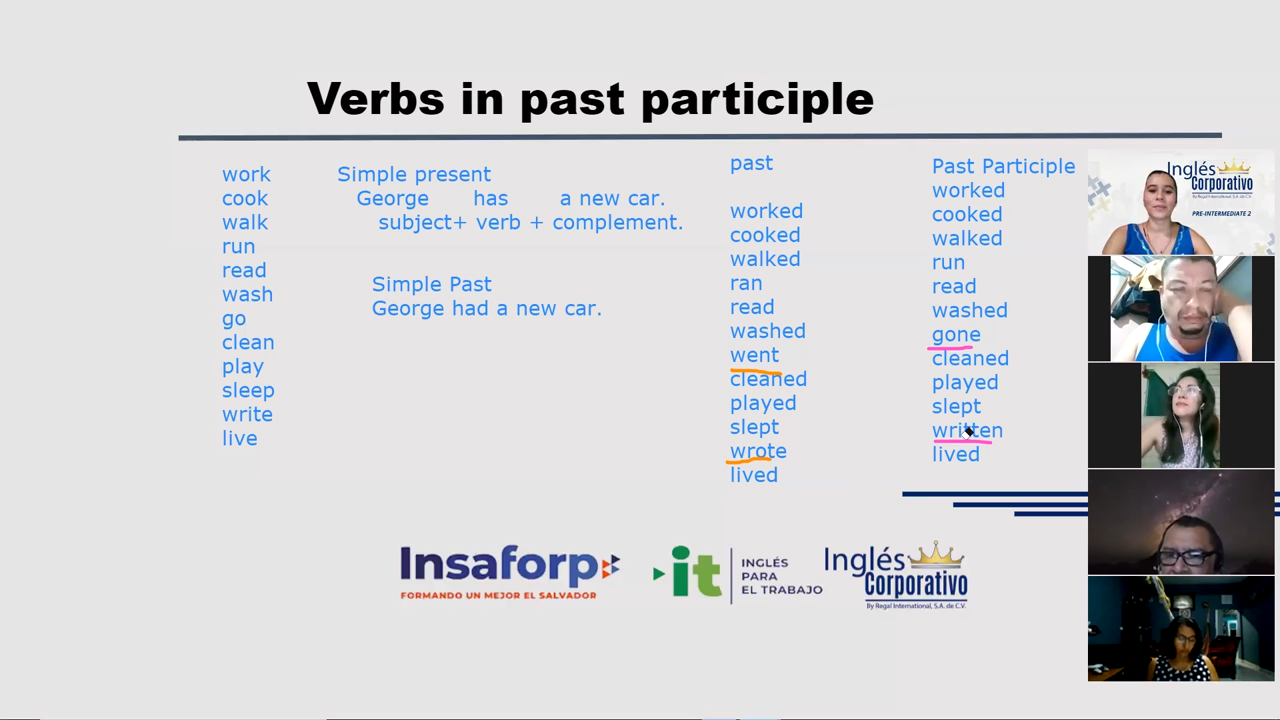 Verbs in past participle
work
cook
walk
run
read
wash
go
clean
play
sleep
write
live
Simple present
George has a new car.
subject+ verb + complement.
Simple Past
George had a new car.
past
worked
cooked
walked
ran
read
washed
went
cleaned
played
slept
wrote
lived
Past Participle
worked
cooked
walked
run
read
washed
gone
cleaned
played
slept
written
lived
Inglés
Corporativo
By Regal International, S.A. de C.V.
PRE-INTERMEDIATE 2
Insaforp
FORMANDO UN MEJOR EL SALVADOR
it
INGLÉS
PARA
EL TRABAJO
Inglés
Corporativo
By Regal International, S.A. de C.V.